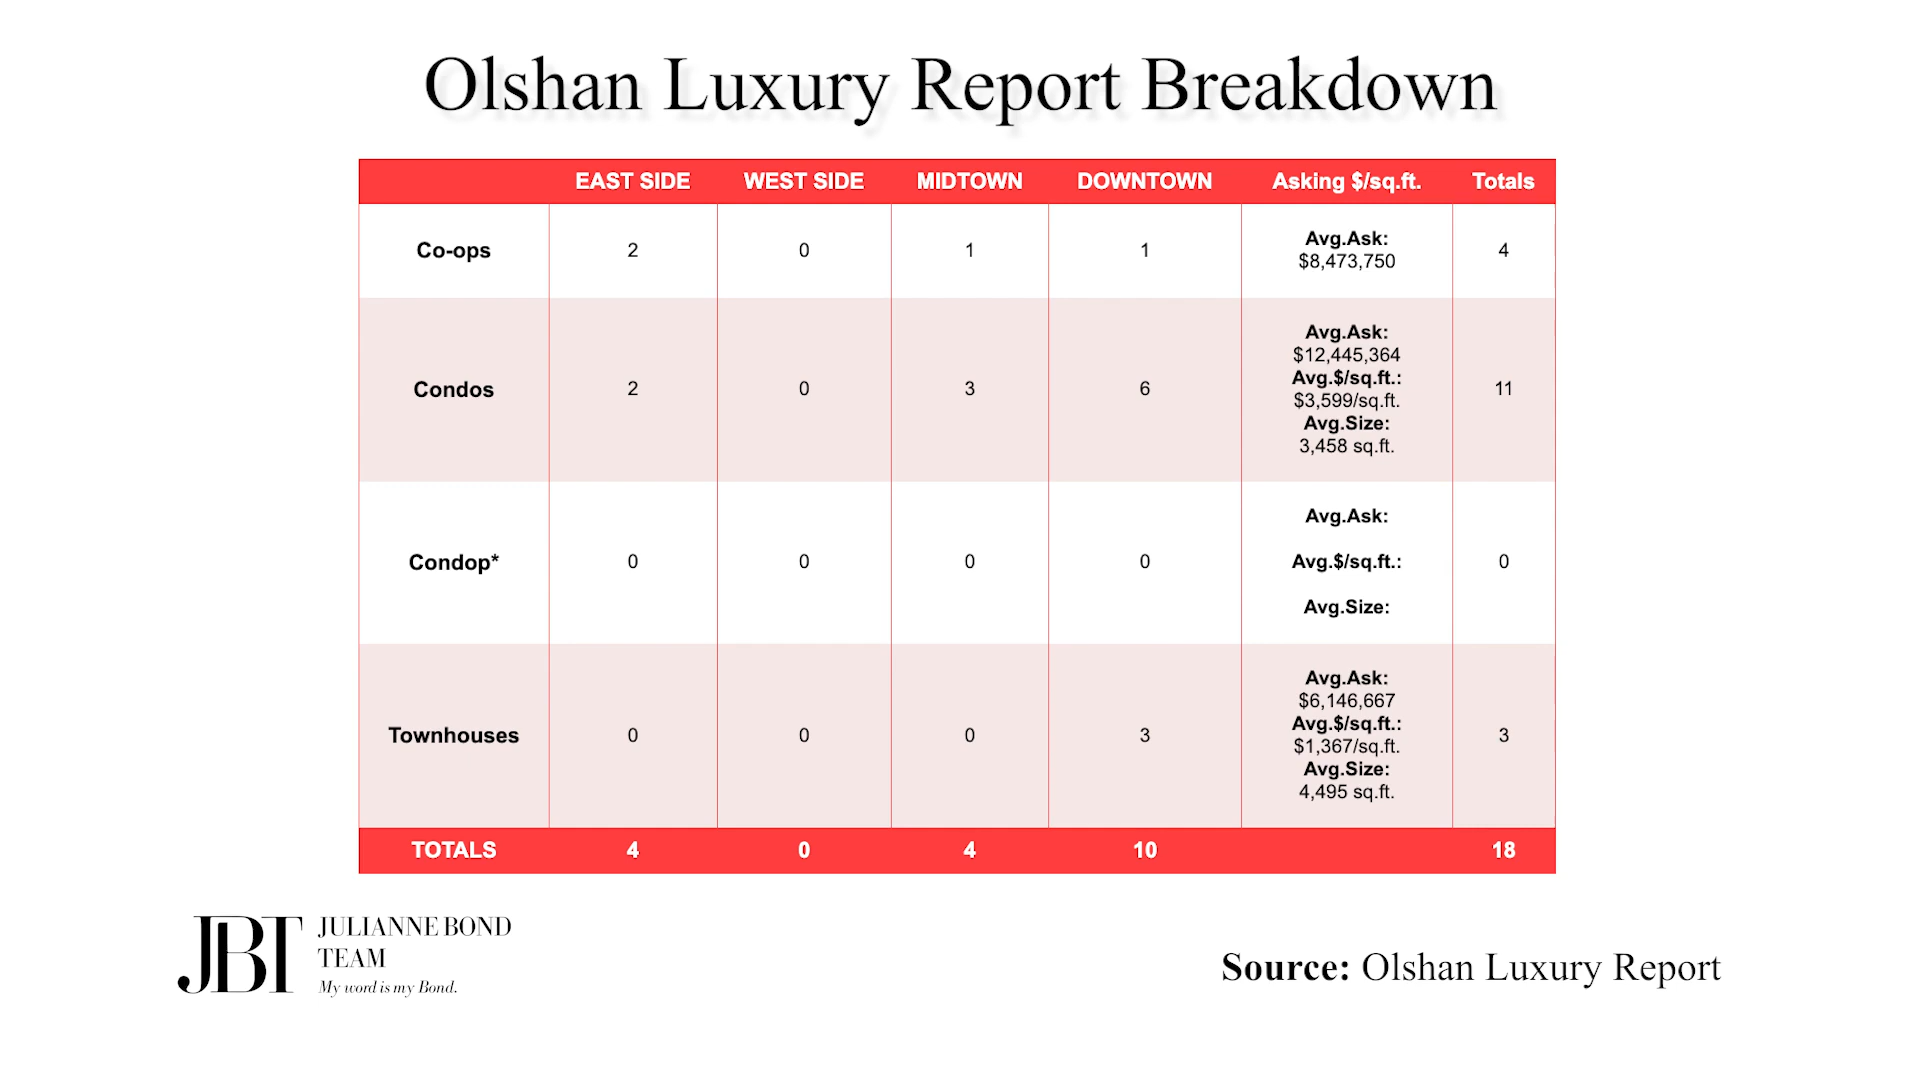 Olshan Luxury Report Breakdown
EAST SIDE WEST SIDE MIDTOWN DOWNTOWN Asking $/sq.ft. Totals
Co-ops 2 0 1 1 Avg.Ask: $8,473,750 4
Condos 2 0 3 6 Avg.Ask: $12,445,364 Avg.$/sq.ft.: $3,599/sq.ft. Avg.Size: 3,458 sq.ft. 11
Condop* 0 0 0 0 Avg.Ask: Avg.$/sq.ft.: Avg.Size: 0
Townhouses 0 0 0 3 Avg.Ask: $6,146,667 Avg.$/sq.ft.: $1,367/sq.ft. Avg.Size: 4,495 sq.ft. 3
TOTALS 4 0 4 10 18
JBT
JULIANNE BOND
TEAM
My word is my Bond.
Source: Olshan Luxury Report